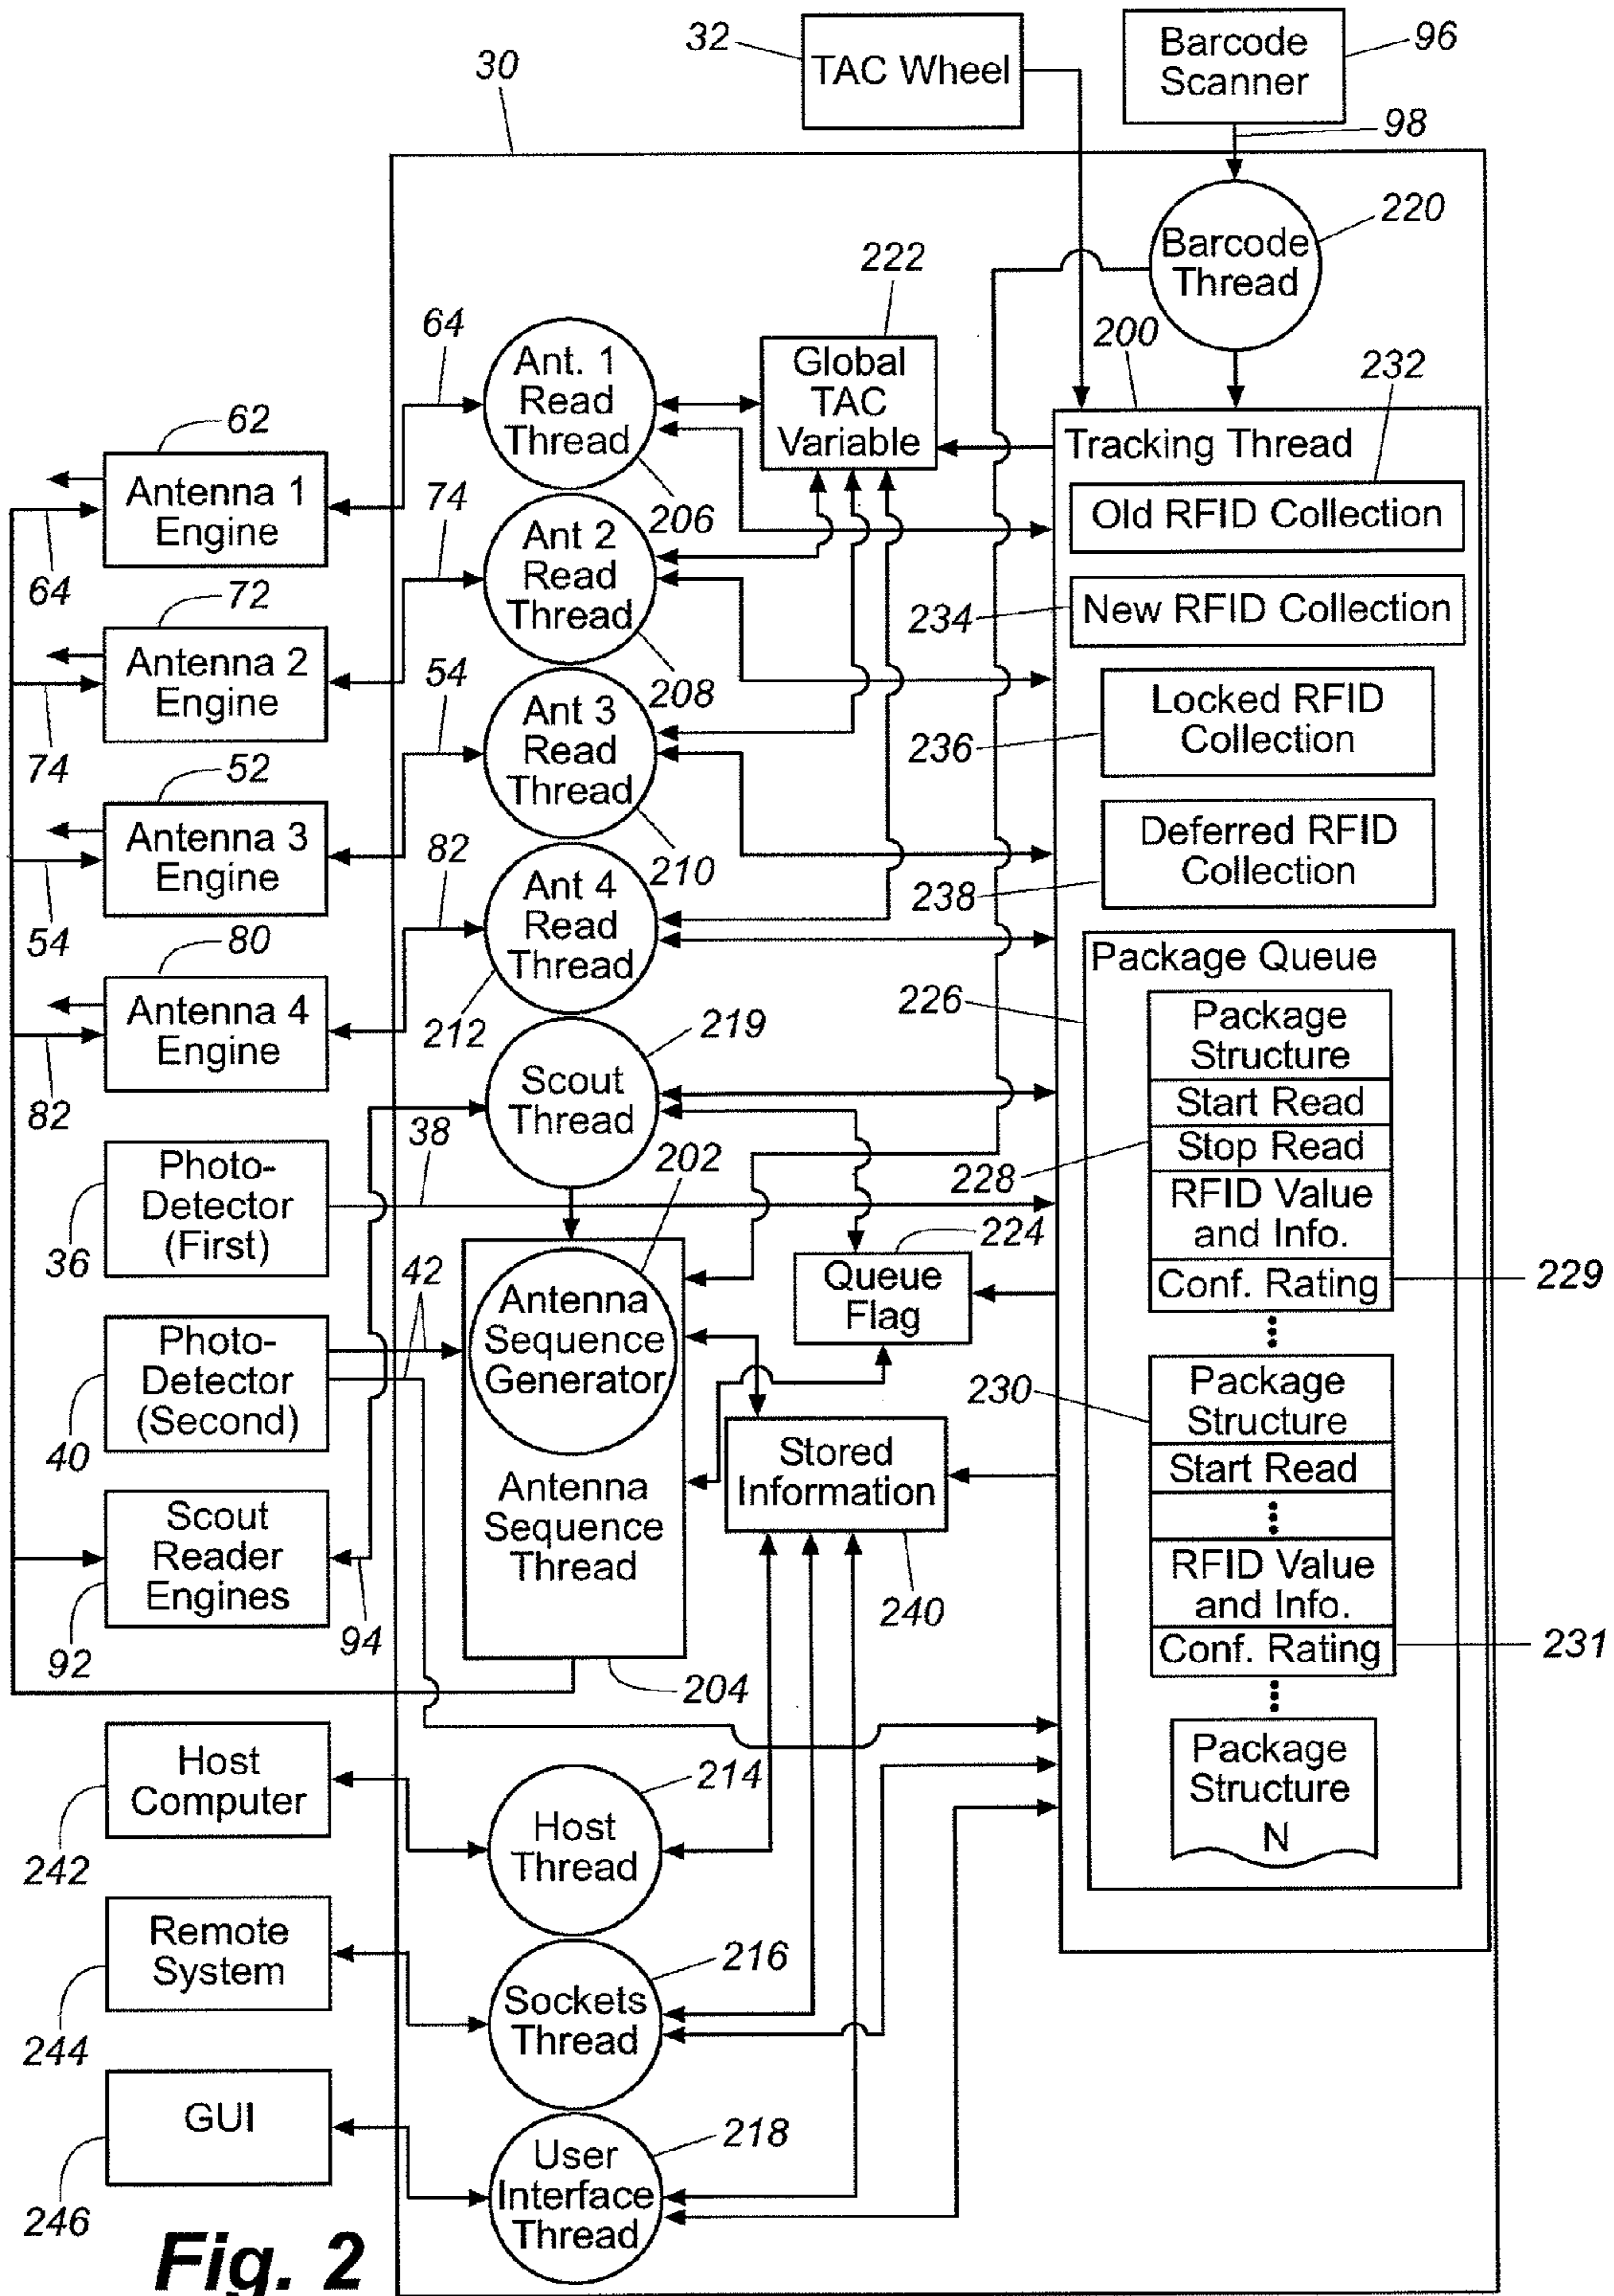 32
TAC Wheel
Barcode
Scanner
96
30
98
220
Barcode
Thread
222
64
Ant. 1
Read
Thread
Global
TAC
Variable
200
232
62
Antenna 1
Engine
64
206
Tracking Thread
Old RFID Collection
74
Ant 2
Read
Thread
234
New RFID Collection
72
Antenna 2
Engine
74
208
54
Ant 3
Read
Thread
236
Locked RFID
Collection
52
Antenna 3
Engine
54
210
238
Deferred RFID
Collection
82
Ant 4
Read
Thread
212
80
Antenna 4
Engine
82
226
Package Queue
Package
Structure
Start Read
Stop Read
228
RFID Value
and Info.
Conf. Rating
229
219
Scout
Thread
38
Photo-
Detector
(First)
36
202
224
Queue
Flag
42
Antenna
Sequence
Generator
Photo-
Detector
(Second)
40
230
Package
Structure
Start Read
RFID Value
and Info.
Conf. Rating
231
Stored
Information
240
Antenna
Sequence
Thread
204
Scout
Reader
Engines
92
94
Package
Structure
N
Host
Computer
242
214
Host
Thread
Remote
System
244
216
Sockets
Thread
GUI
246
218
User
Interface
Thread
Fig. 2